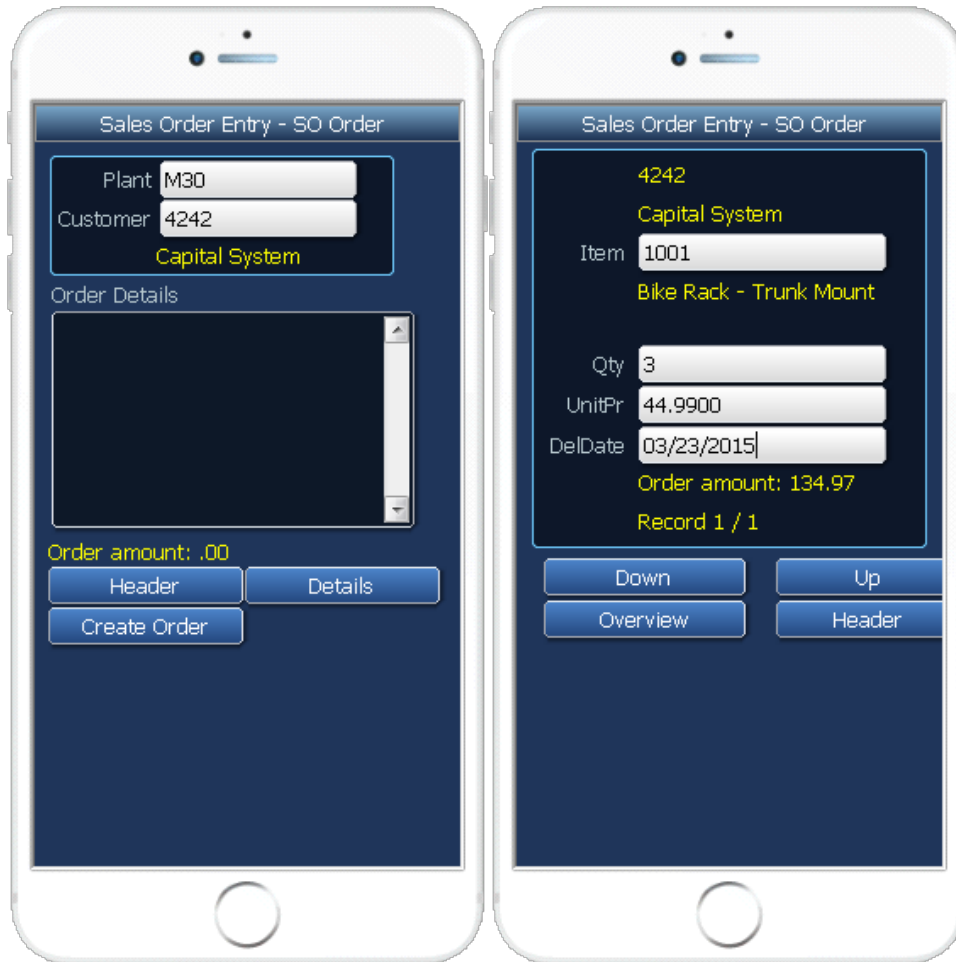 Sales Order Entry - SO Order
Plant M30
Customer 4242
Capital System
Order Details
Order amount: .00
Header Details
Create Order
Sales Order Entry - SO Order
4242
Capital System
Item 1001
Bike Rack - Trunk Mount
Qty 3
UnitPr 44.9900
DelDate 03/23/2015
Order amount: 134.97
Record 1 / 1
Down Up
Overview Header